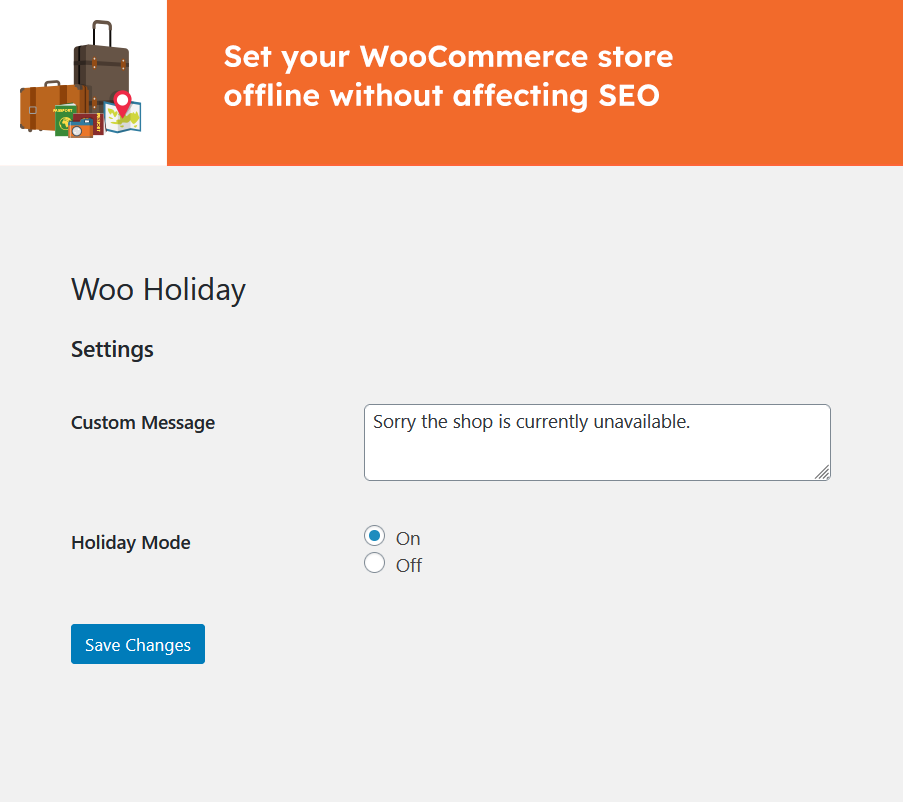 Set your WooCommerce store
offline without affecting SEO
PASSPORT
Woo Holiday
Settings
Custom Message
Sorry the shop is currently unavailable.
Holiday Mode
On
Off
Save Changes